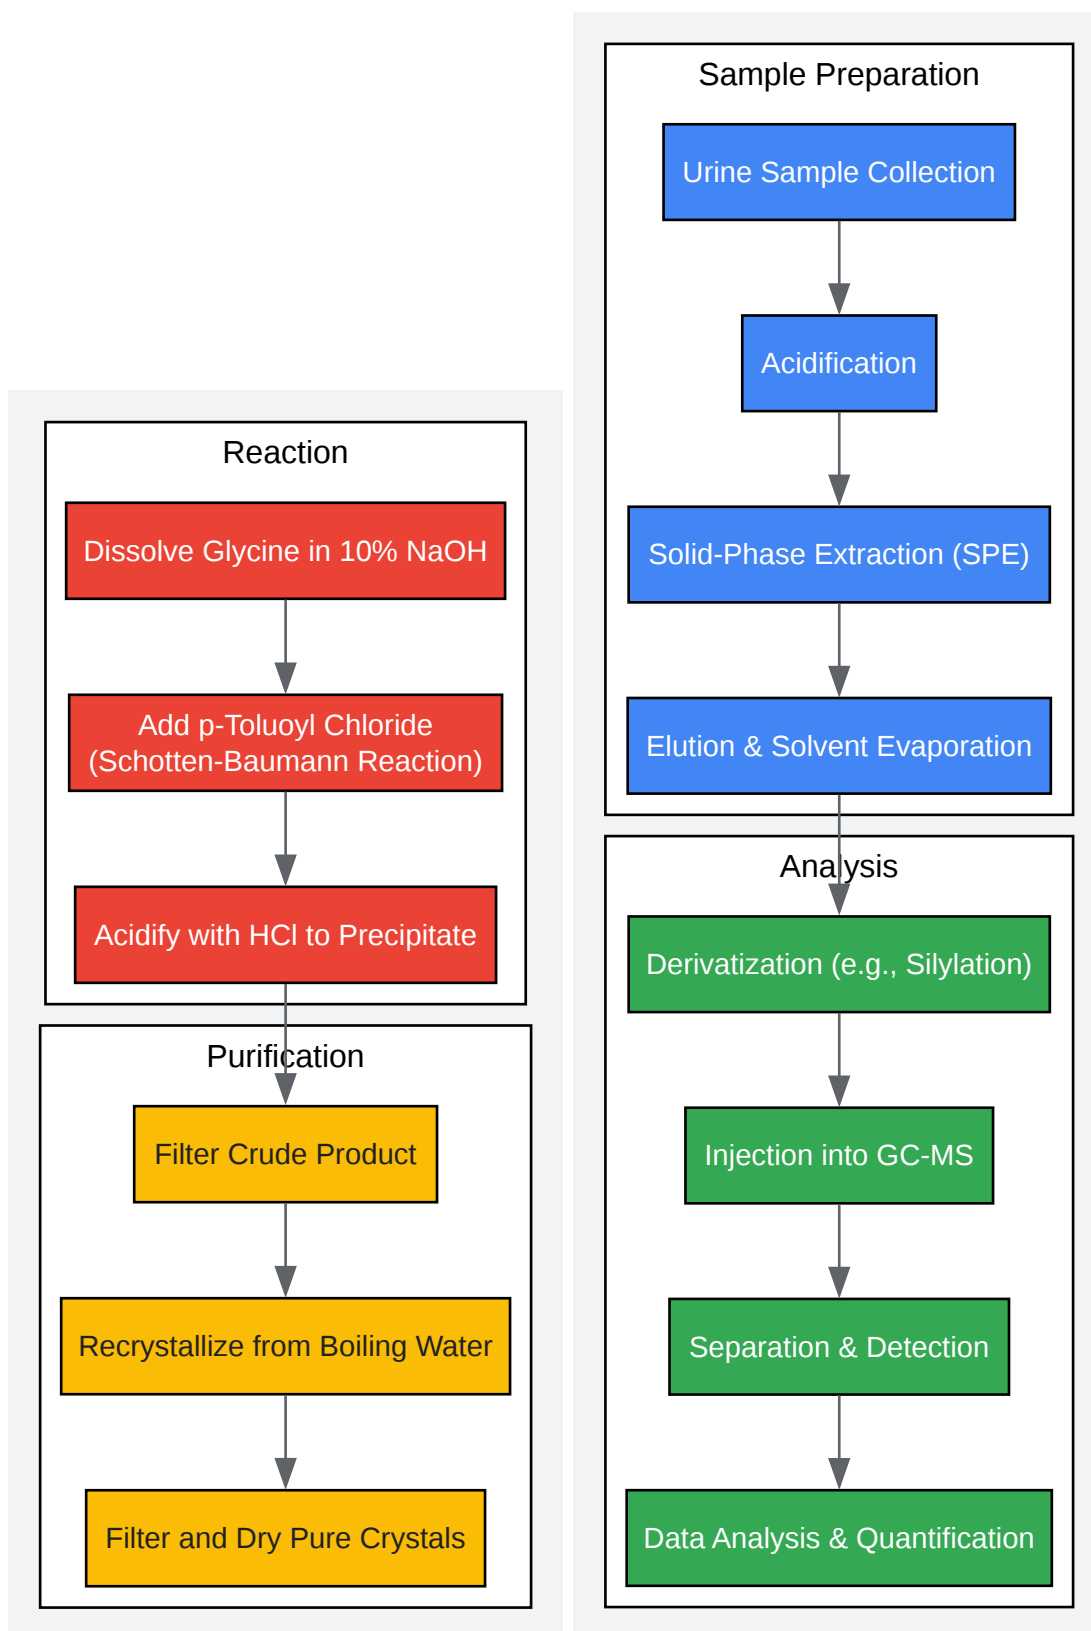 Reaction
Dissolve Glycine in 10% NaOH
Add p-Toluoyl Chloride
(Schotten-Baumann Reaction)
Acidify with HCl to Precipitate
Purification
Filter Crude Product
Recrystallize from Boiling Water
Filter and Dry Pure Crystals
Sample Preparation
Urine Sample Collection
Acidification
Solid-Phase Extraction (SPE)
Elution & Solvent Evaporation
Analysis
Derivatization (e.g., Silylation)
Injection into GC-MS
Separation & Detection
Data Analysis & Quantification